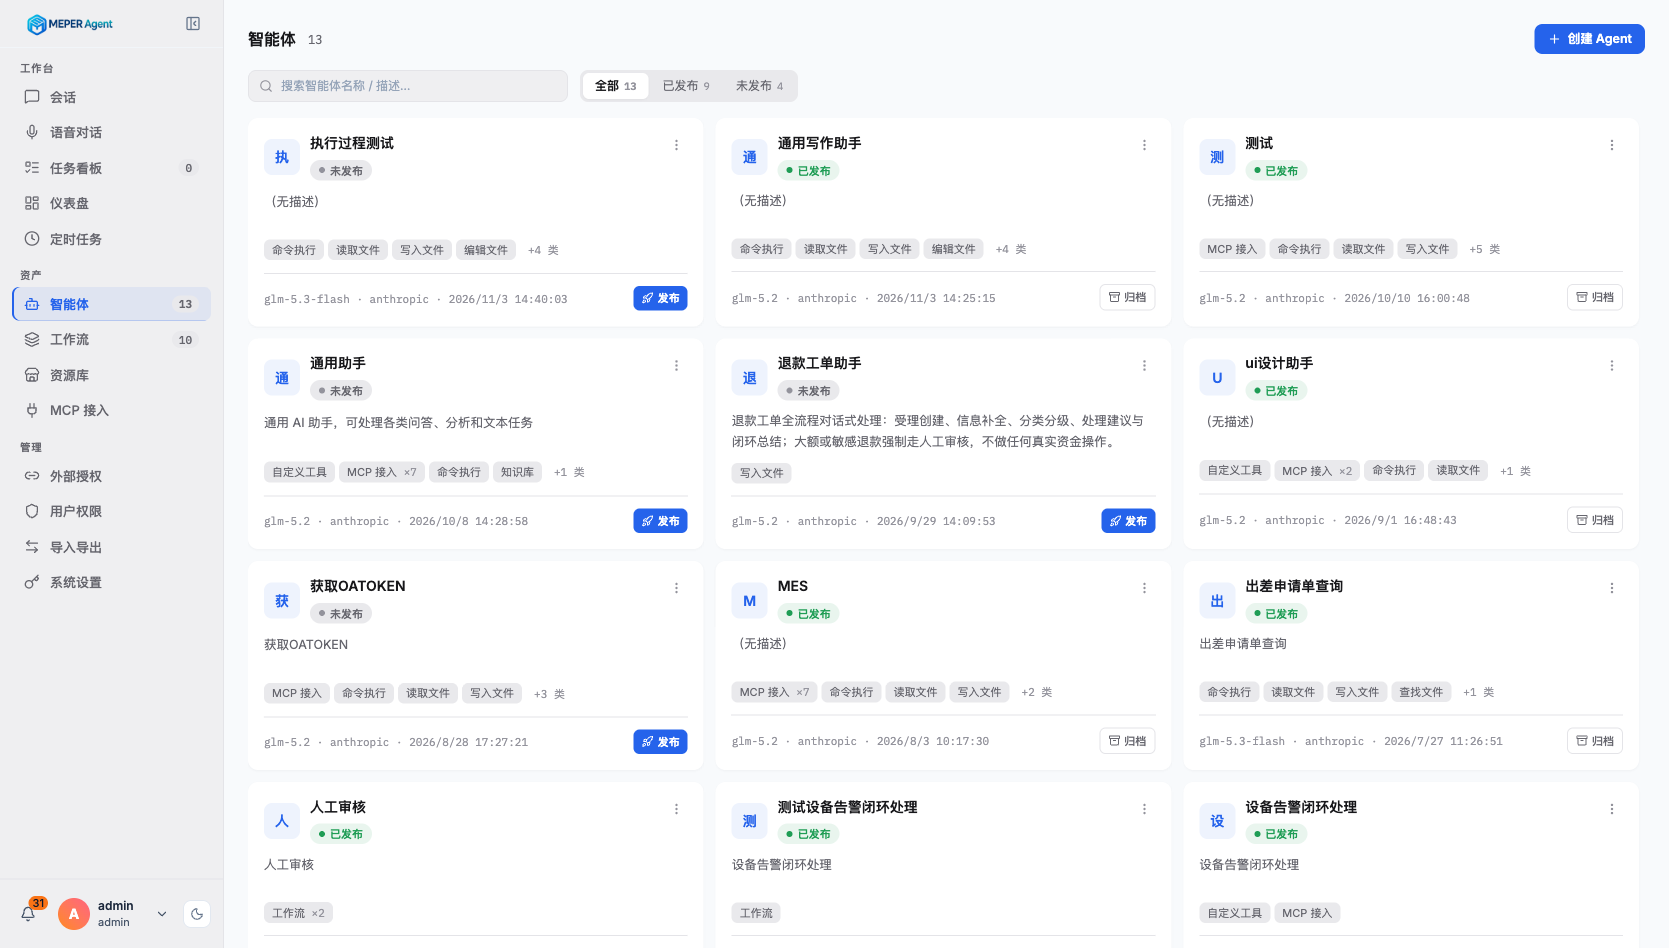 MEPER Agent
工作台
会话
语音对话
任务看板 0
仪表盘
定时任务
资产
智能体 13
工作流 10
资源库
MCP 接入
管理
外部授权
用户权限
导入导出
系统设置
31
A
admin
admin
智能体 13
创建 Agent
搜索智能体名称 / 描述...
全部 13 已发布 9 未发布 4
执
执行过程测试
未发布
(无描述)
命令执行 读取文件 写入文件 编辑文件 +4 类
glm-5.3-flash · anthropic · 2026/11/3 14:40:03
发布
通
通用写作助手
已发布
(无描述)
命令执行 读取文件 写入文件 编辑文件 +4 类
glm-5.2 · anthropic · 2026/11/3 14:25:15
归档
测
测试
已发布
(无描述)
MCP 接入 命令执行 读取文件 写入文件 +5 类
glm-5.2 · anthropic · 2026/10/10 16:00:48
归档
通
通用助手
未发布
通用 AI 助手，可处理各类问答、分析和文本任务
自定义工具 MCP 接入 ×7 命令执行 知识库 +1 类
glm-5.2 · anthropic · 2026/10/8 14:28:58
发布
退
退款工单助手
未发布
退款工单全流程对话式处理：受理创建、信息补全、分类分级、处理建议与
闭环总结；大额或敏感退款强制走人工审核，不做任何真实资金操作。
写入文件
glm-5.2 · anthropic · 2026/9/29 14:09:53
发布
U
ui设计助手
已发布
(无描述)
自定义工具 MCP 接入 ×2 命令执行 读取文件 +1 类
glm-5.2 · anthropic · 2026/9/1 16:48:43
归档
获
获取OATOKEN
未发布
获取OATOKEN
MCP 接入 命令执行 读取文件 写入文件 +3 类
glm-5.2 · anthropic · 2026/8/28 17:27:21
发布
M
MES
已发布
(无描述)
MCP 接入 ×7 命令执行 读取文件 写入文件 +2 类
glm-5.2 · anthropic · 2026/8/3 10:17:30
归档
出
出差申请单查询
已发布
出差申请单查询
命令执行 读取文件 写入文件 查找文件 +1 类
glm-5.3-flash · anthropic · 2026/7/27 11:26:51
归档
人
人工审核
已发布
人工审核
工作流 ×2
测
测试设备告警闭环处理
已发布
设备告警闭环处理
工作流
设
设备告警闭环处理
已发布
设备告警闭环处理
自定义工具 MCP 接入